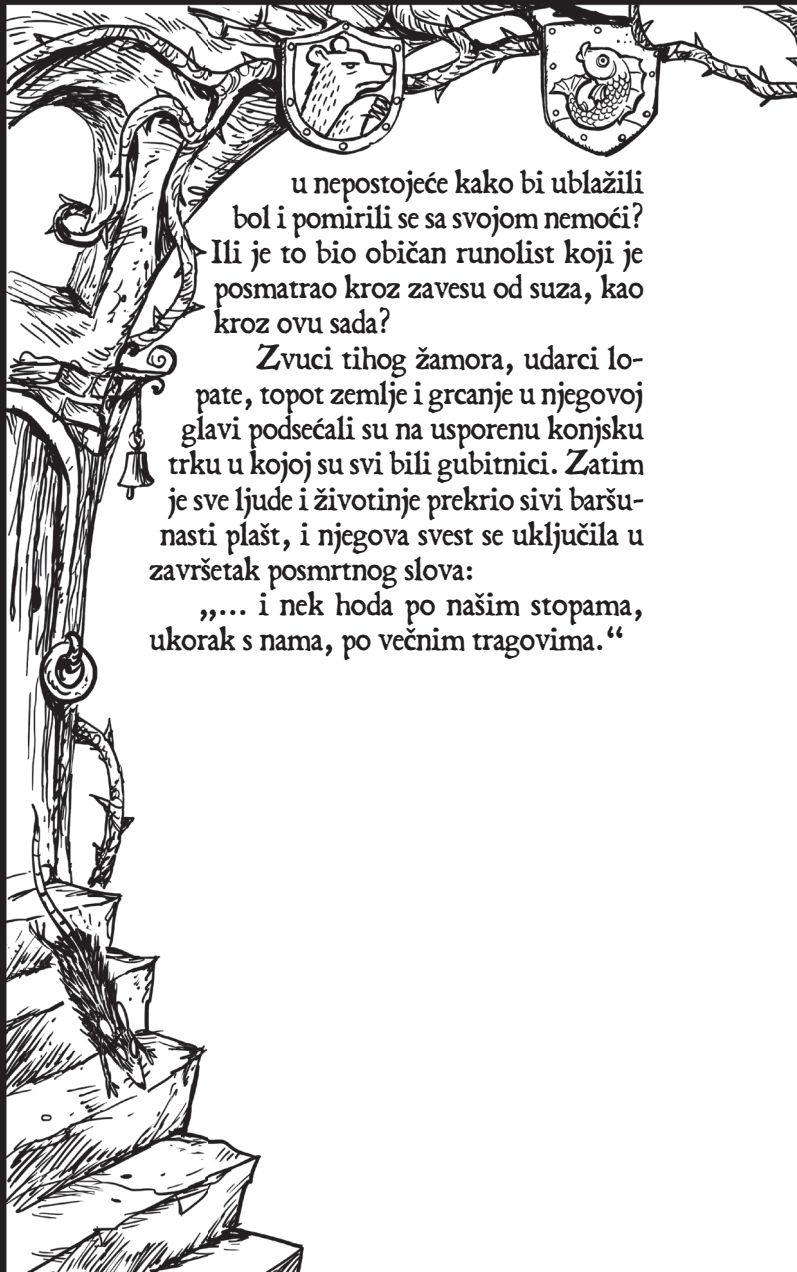 u nepostojeće kako bi ublažili
bol i pomirili se sa svojom nemoći?
Ili je to bio običan runolist koji je
posmatrao kroz zavesu od suza, kao
kroz ovu sada?
Zvuci tihog žamora, udarci lo-
pate, topot zemlje i grcanje u njegovoj
glavi podsećali su na usporenu konjsku
trku u kojoj su svi bili gubitnici. Zatim
je sve ljude i životinje prekrio sivi baršu-
nasti plašt, i njegova svest se uključila u
završetak posmrtnog slova:
„... i nek hoda po našim stopama,
ukorak s nama, po večnim tragovima.“